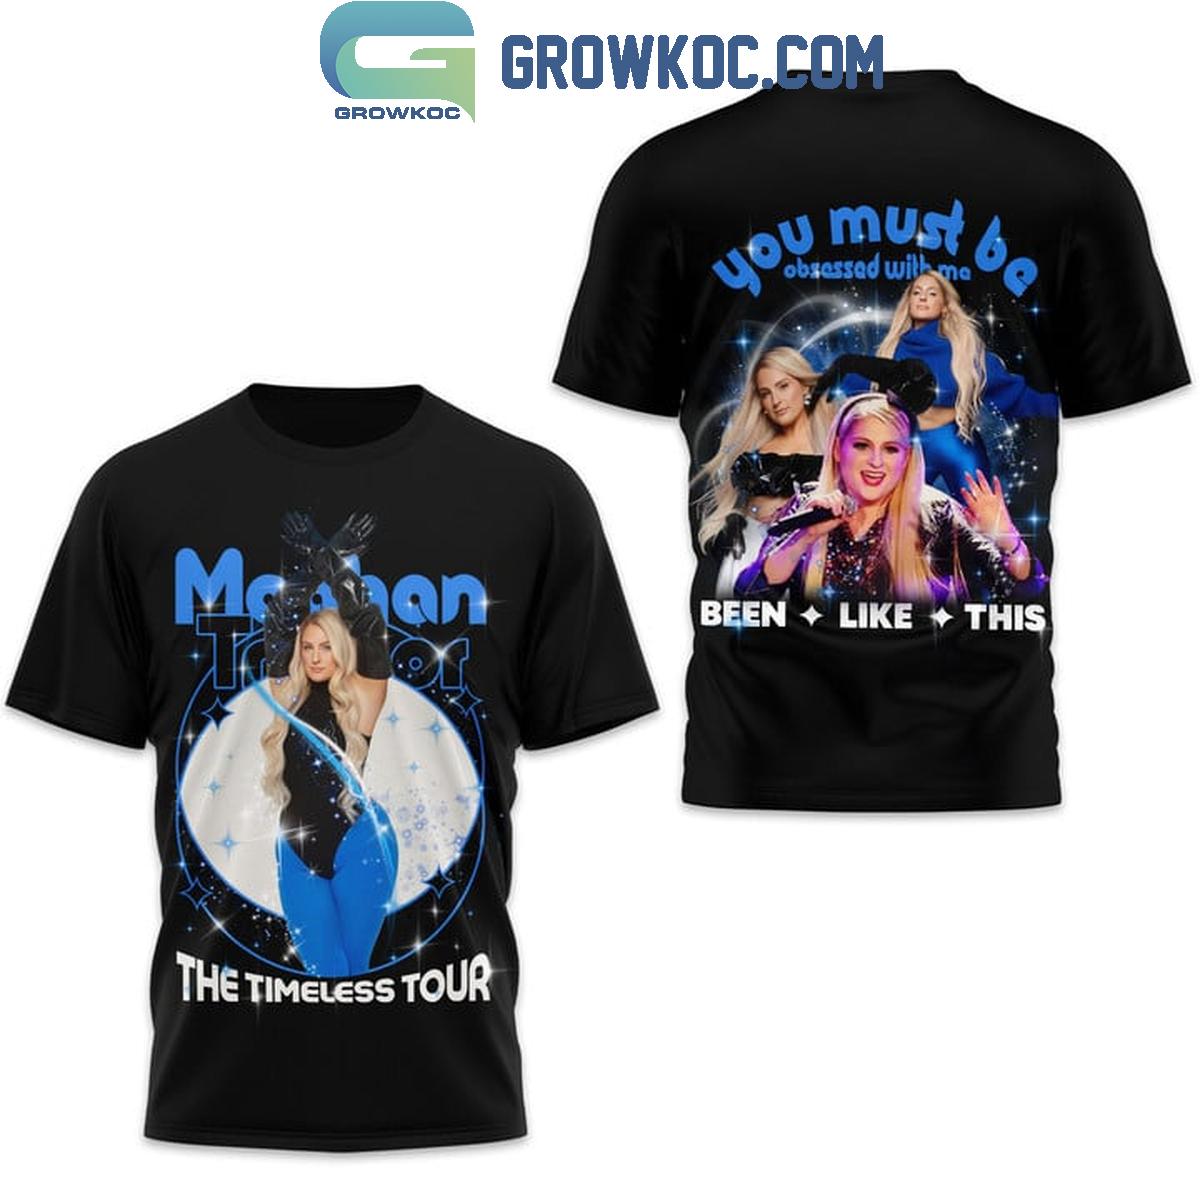 GROWKOC
GROWKOC.COM
you must be
obsessed with me
BEEN ✦ LIKE ✦ THIS
THE TIMELESS TOUR